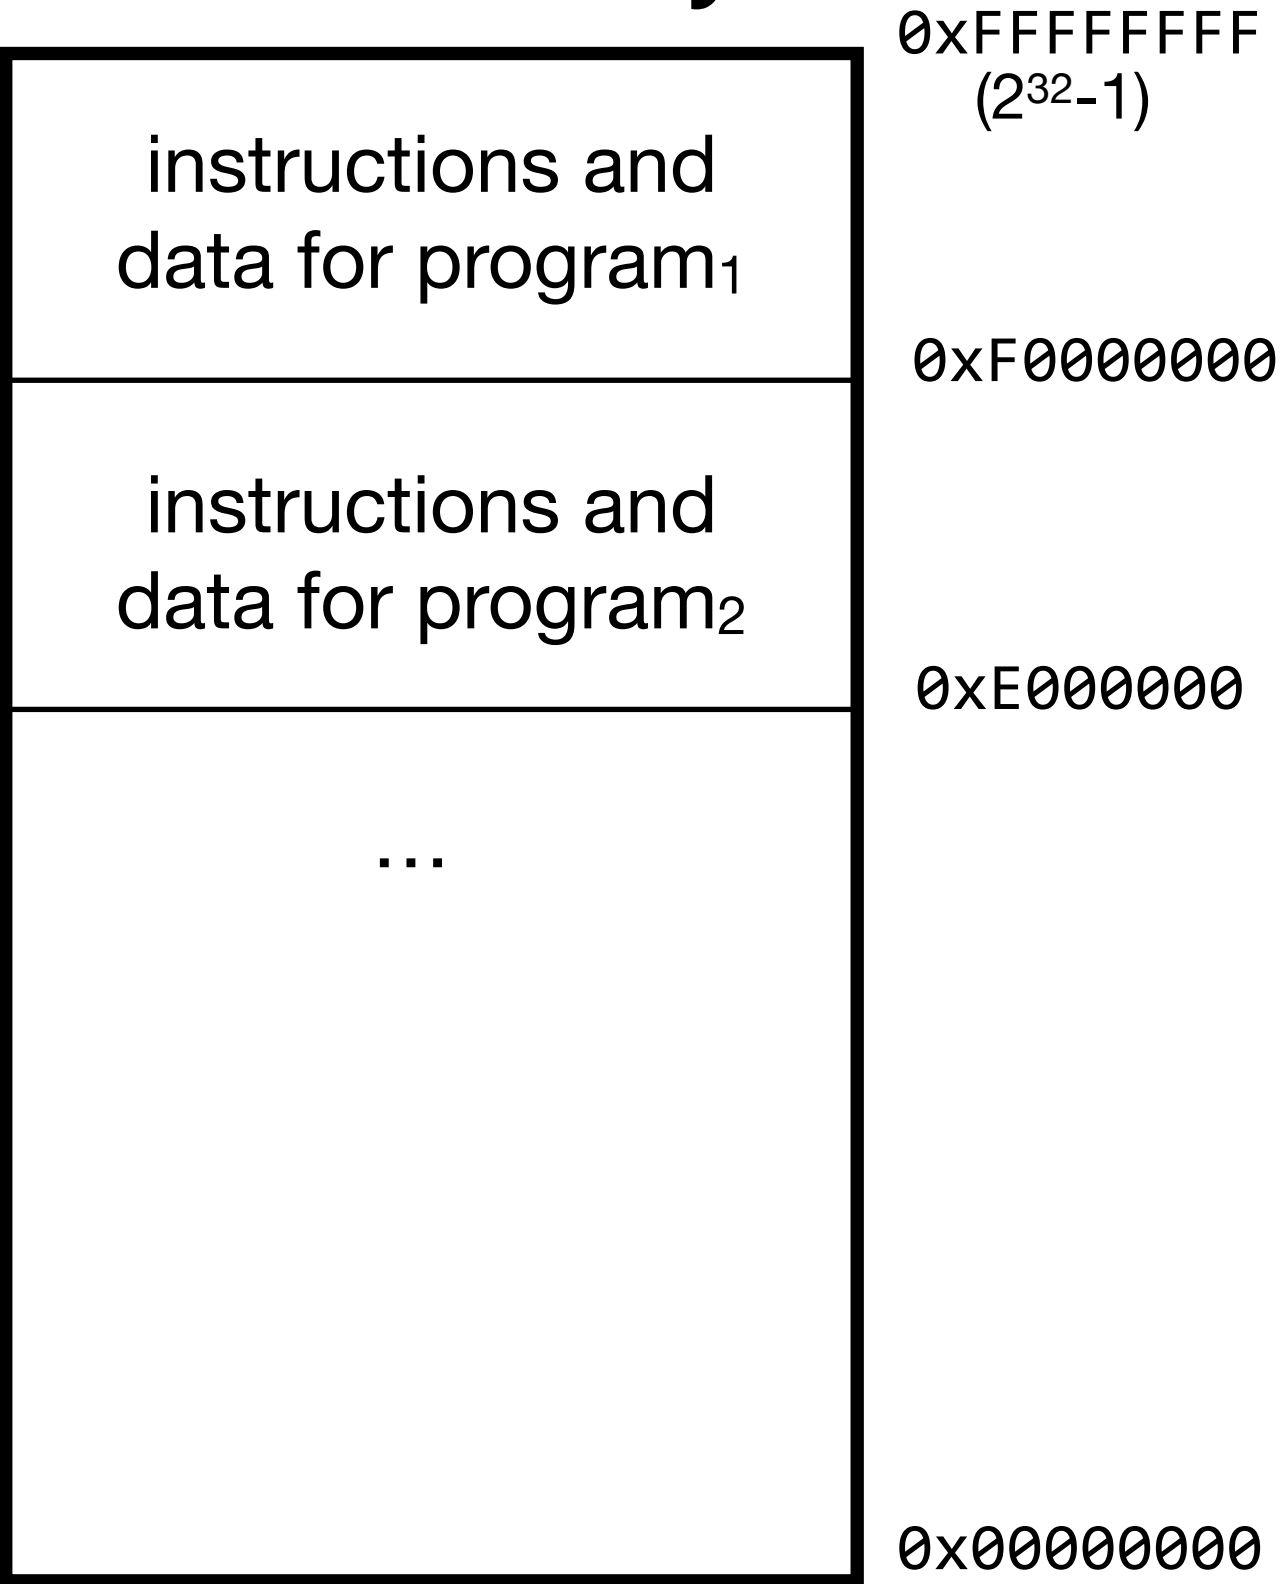 0xFFFFFFFF
(2³²-1)
instructions and
data for program₁
0xF0000000
instructions and
data for program₂
0xE000000
...
0x00000000